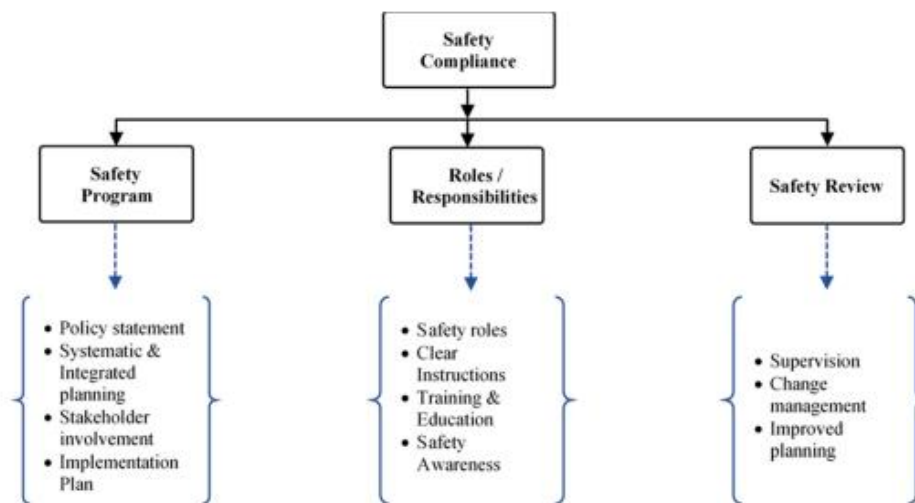 Safety
Compliance
Safety
Program
Roles /
Responsibilities
Safety Review
• Policy statement
• Systematic &
Integrated
planning
• Stakeholder
involvement
• Implementation
Plan
• Safety roles
• Clear
Instructions
• Training &
Education
• Safety
Awareness
• Supervision
• Change
management
• Improved
planning